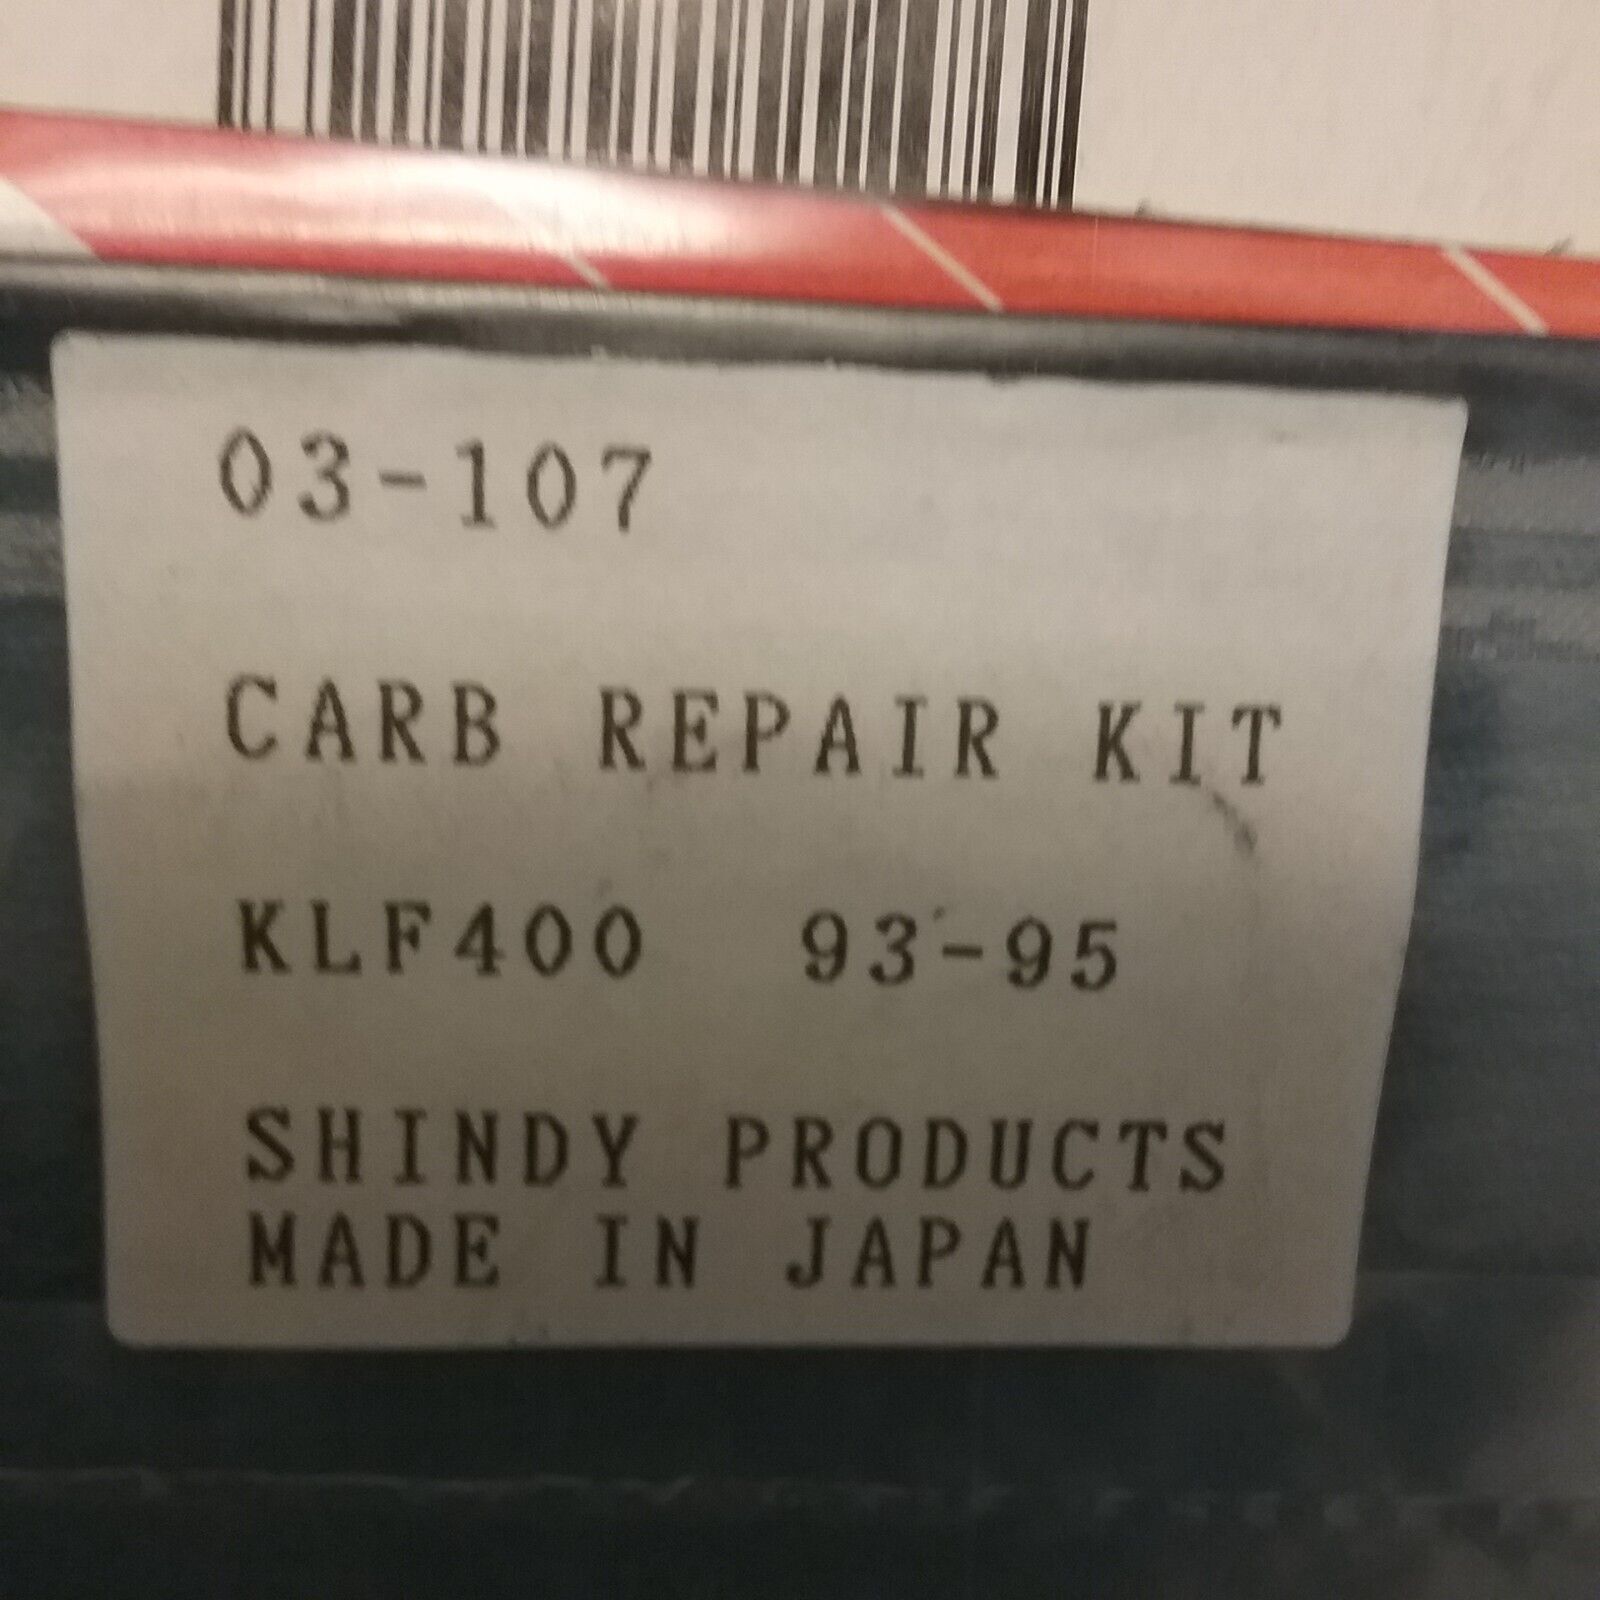 03-107
CARB REPAIR KIT
KLF400 93-95
SHINDY PRODUCTS
MADE IN JAPAN